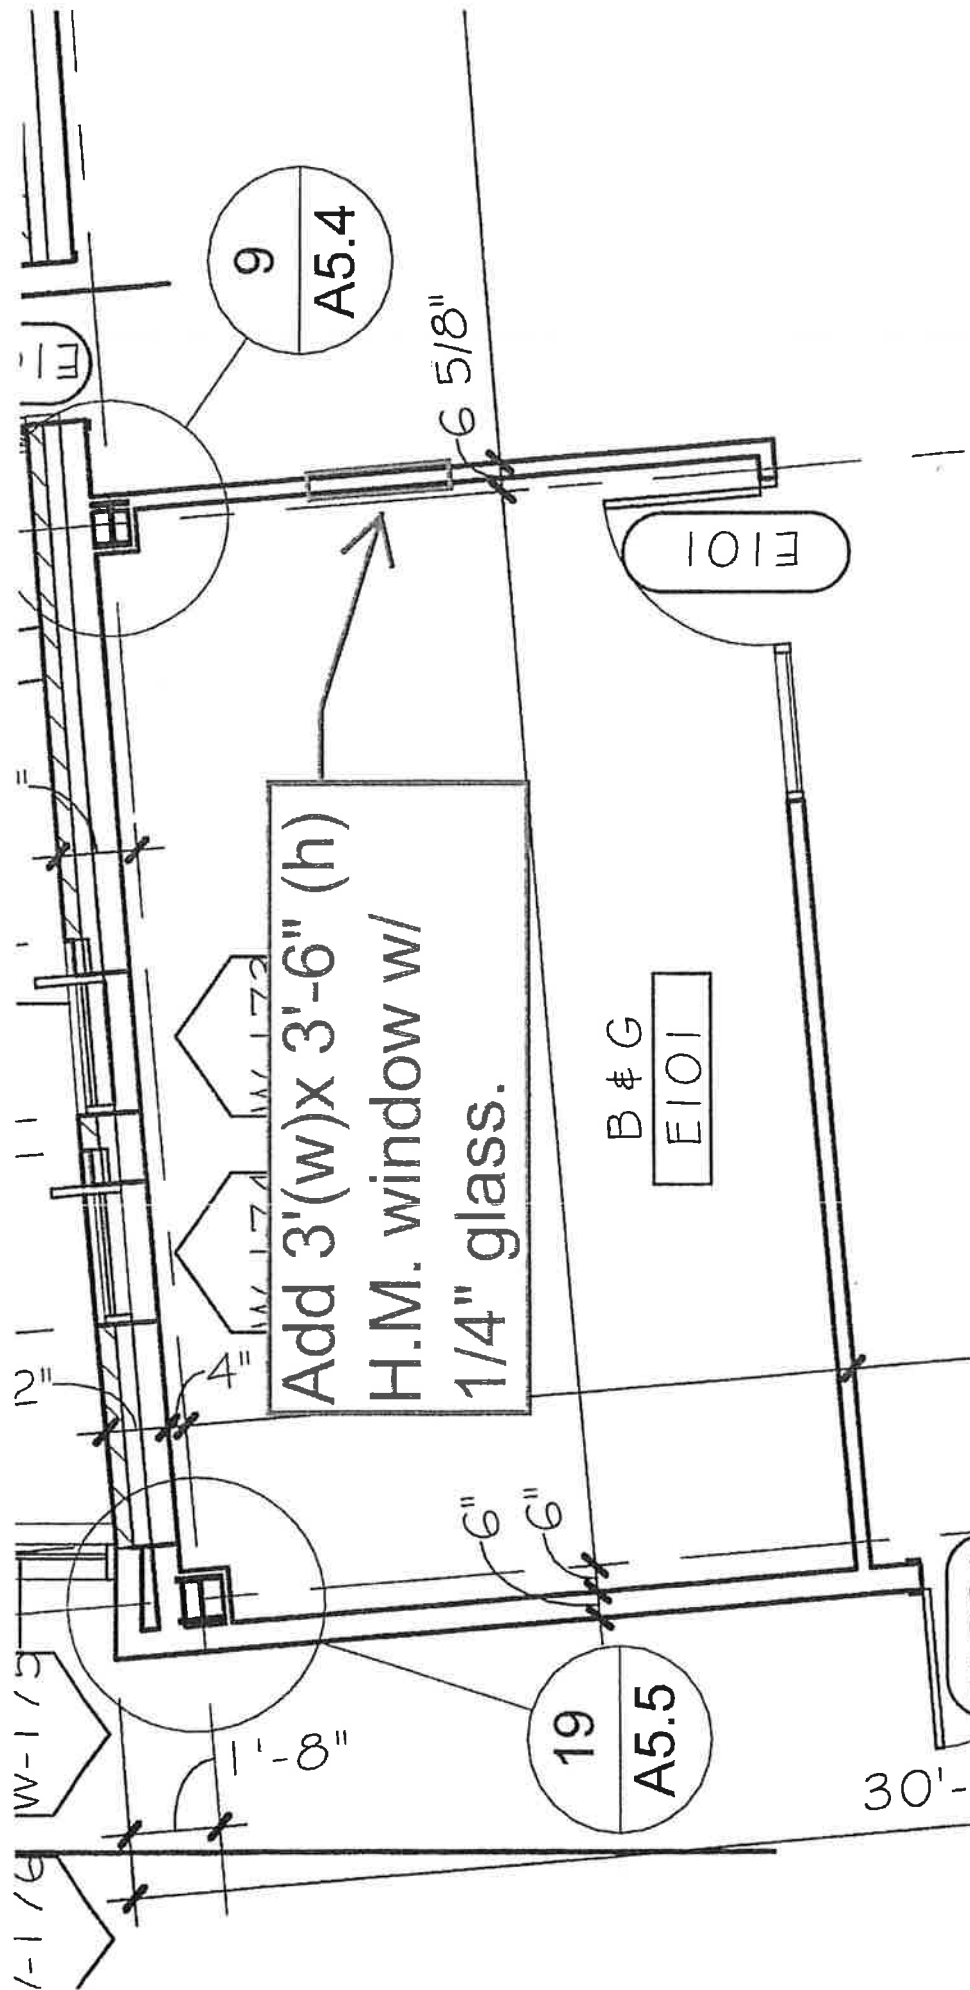 9
A5.4
6 5/8"
E101
Add 3'(w)x 3'-6" (h)
H.M. window w/
1/4" glass.
B & G
E101
4"
6"
6"
19
A5.5
1'-8"
W-175
30'-